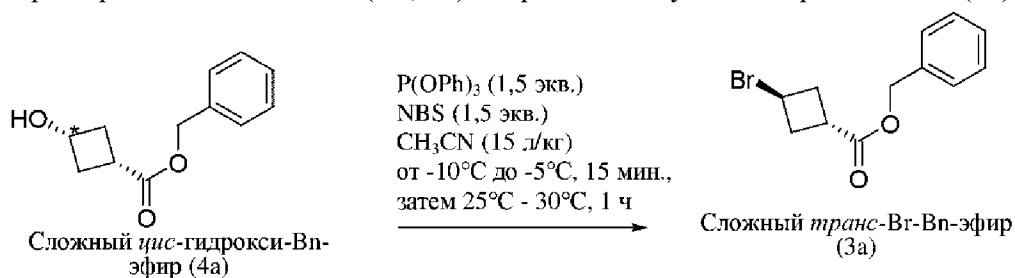 HO
*
O
O
Сложный цис-гидрокси-Bn-
эфир (4a)
P(OPh)3 (1,5 экв.)
NBS (1,5 экв.)
CH3CN (15 л/кг)
от -10°C до -5°C, 15 мин.,
затем 25°C - 30°C, 1 ч
Br
O
O
Сложный транс-Br-Bn-эфир
(3a)